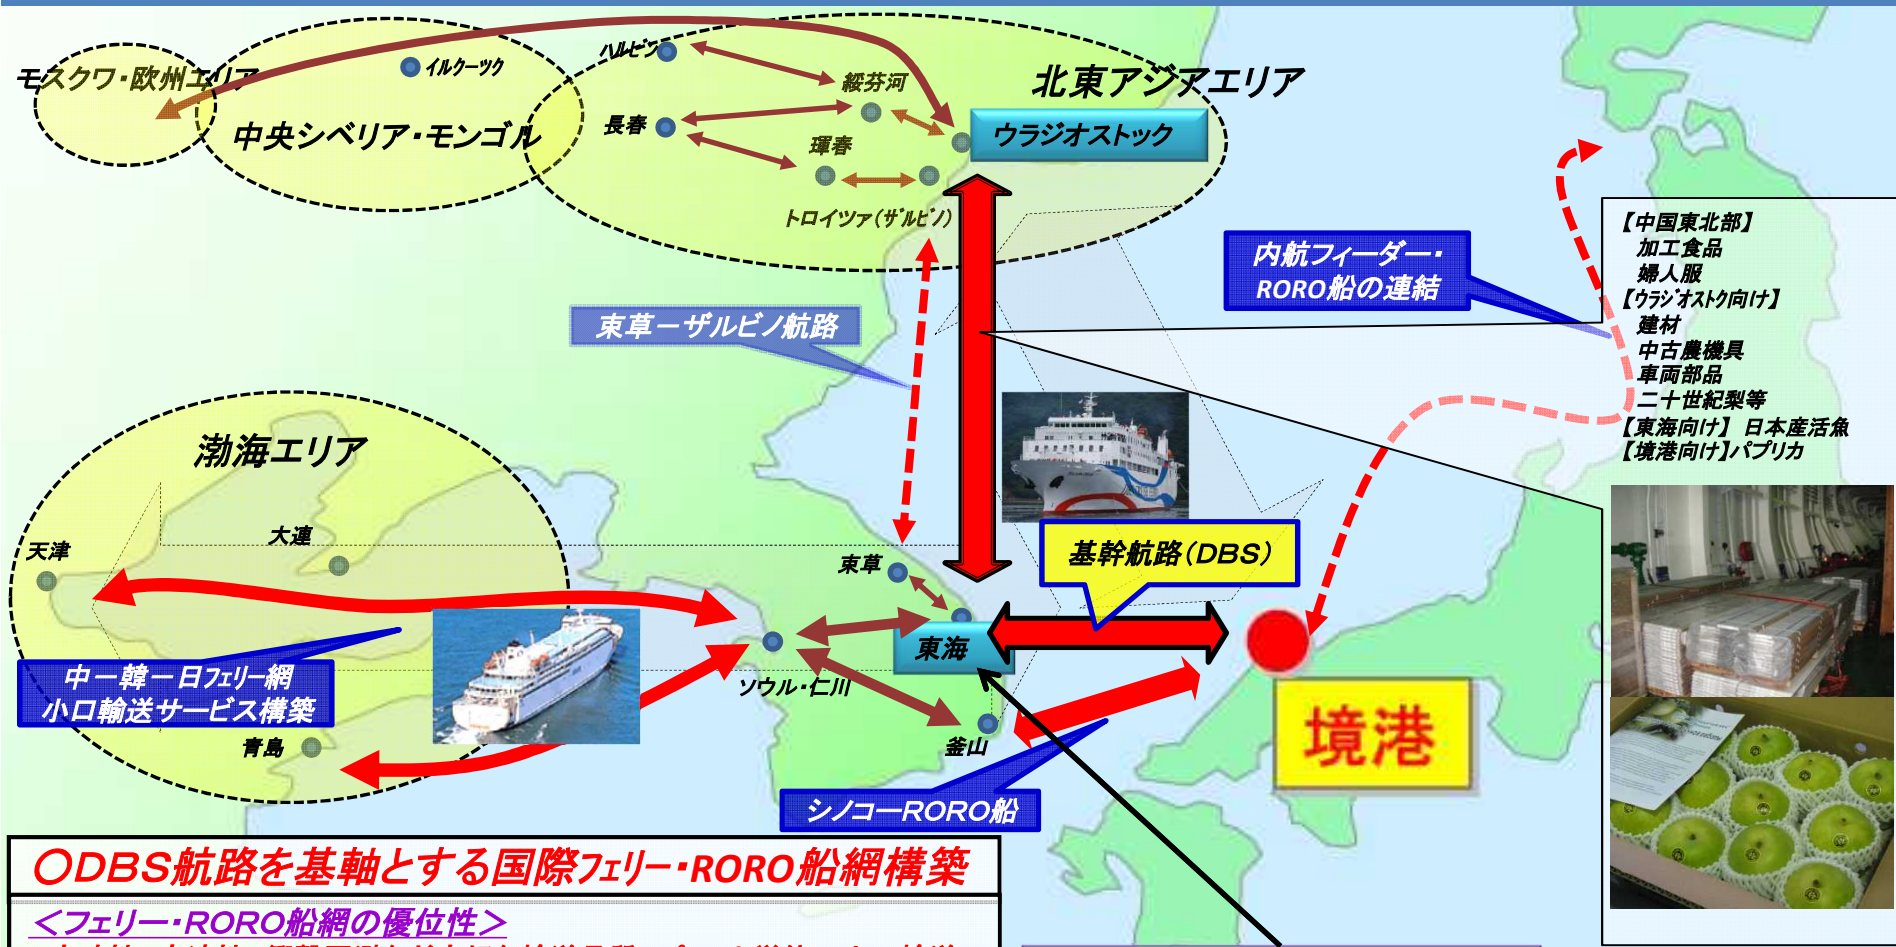 モスクワ・欧州エリア
イルクーツク
中央シベリア・モンゴル
ハルビン
綏芬河
長春
琿春
トロイツァ(ザルビノ)
北東アジアエリア
ウラジオストック
内航フィーダー・
RORO船の連結
【中国東北部】
加工食品
婦人服
【ウラジオストク向け】
建材
中古農機具
車両部品
二十世紀梨等
【東海向け】 日本産活魚
【境港向け】パプリカ
束草-ザルビノ航路
渤海エリア
天津
大連
青島
中-韓-日フェリー網
小口輸送サービス構築
束草
東海
ソウル・仁川
釜山
基幹航路(DBS)
境港
シノコーRORO船
○DBS航路を基軸とする国際フェリー・RORO船網構築
<フェリー・RORO船網の優位性>